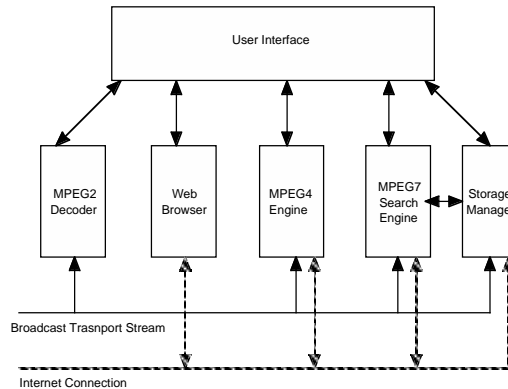 User Interface
MPEG2
Decoder
Web
Browser
MPEG4
Engine
MPEG7
Search
Engine
Storage
Manage
Broadcast Trasnport Stream
Internet Connection